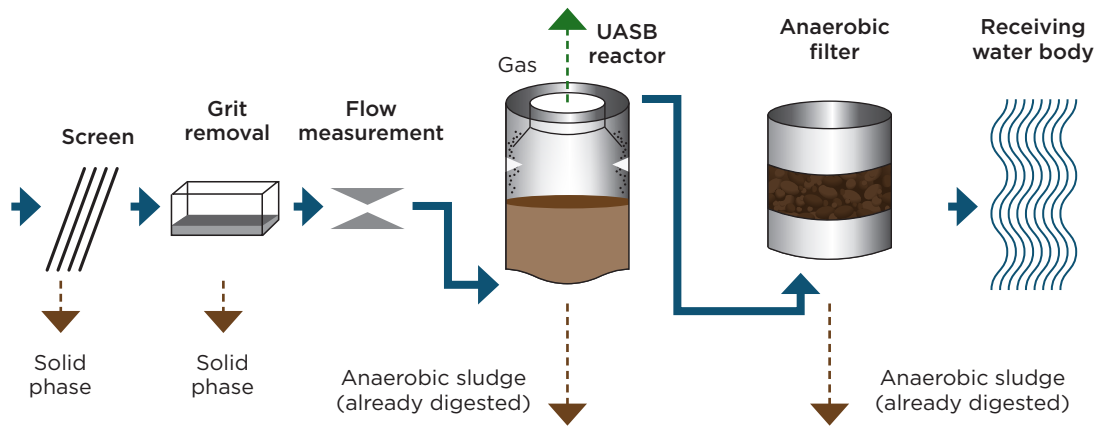 Screen
Solid
phase
Grit
removal
Solid
phase
Flow
measurement
Gas
UASB
reactor
Anaerobic sludge
(already digested)
Anaerobic
filter
Anaerobic sludge
(already digested)
Receiving
water body